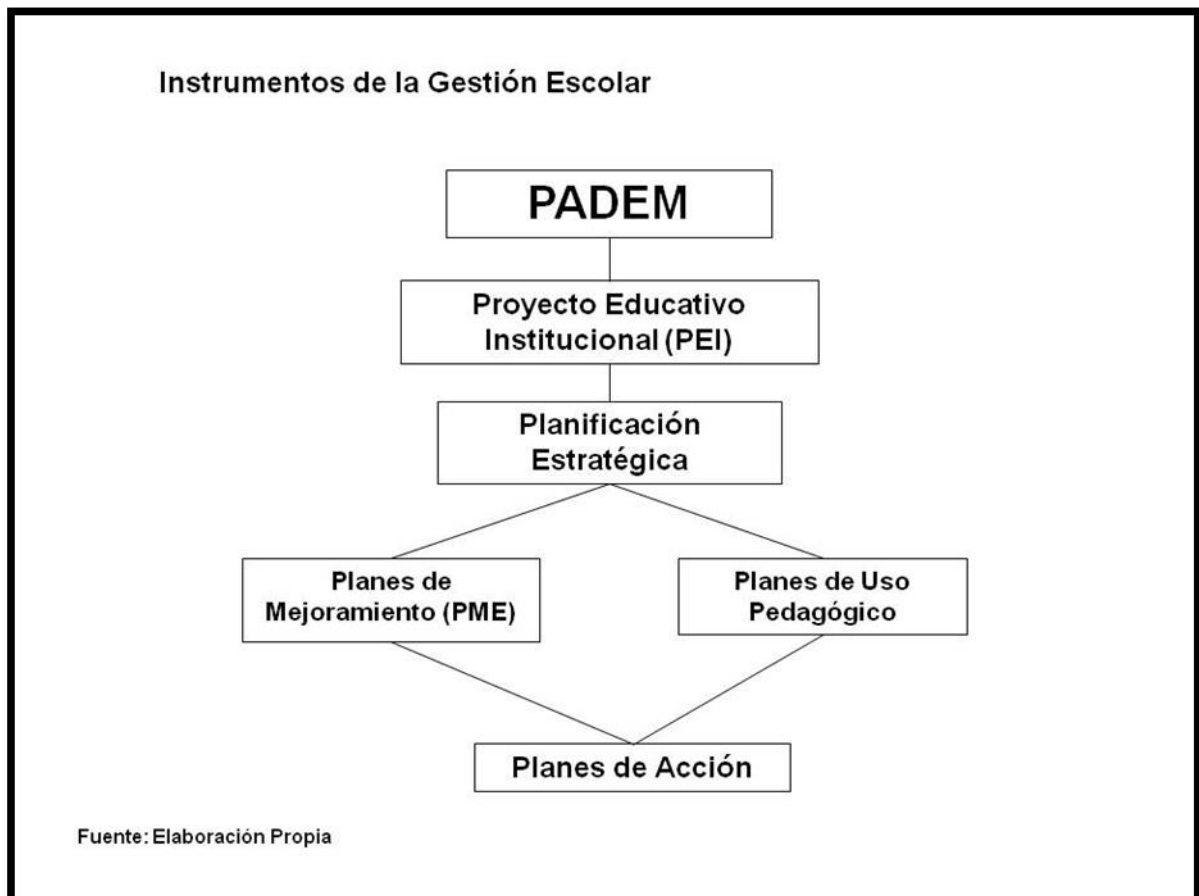 Instrumentos de la Gestión Escolar
PADEM
Proyecto Educativo
Institucional (PEI)
Planificación
Estratégica
Planes de
Mejoramiento (PME)
Planes de Uso
Pedagógico
Planes de Acción
Fuente: Elaboración Propia